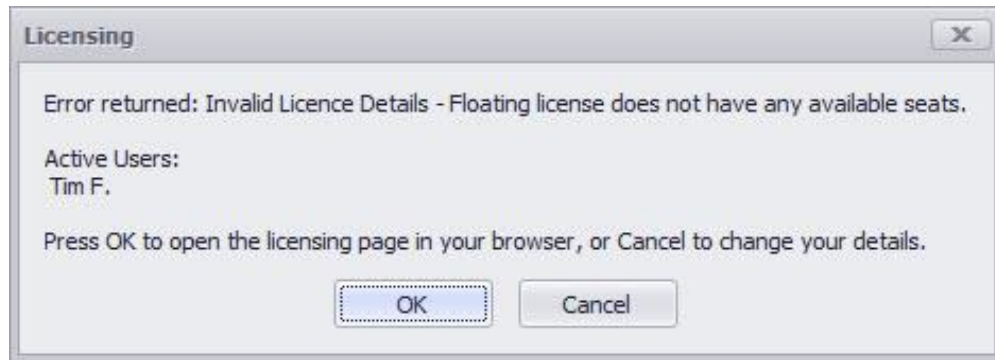 Licensing
Error returned: Invalid Licence Details - Floating license does not have any available seats.
Active Users:
Tim F.
Press OK to open the licensing page in your browser, or Cancel to change your details.
OK
Cancel